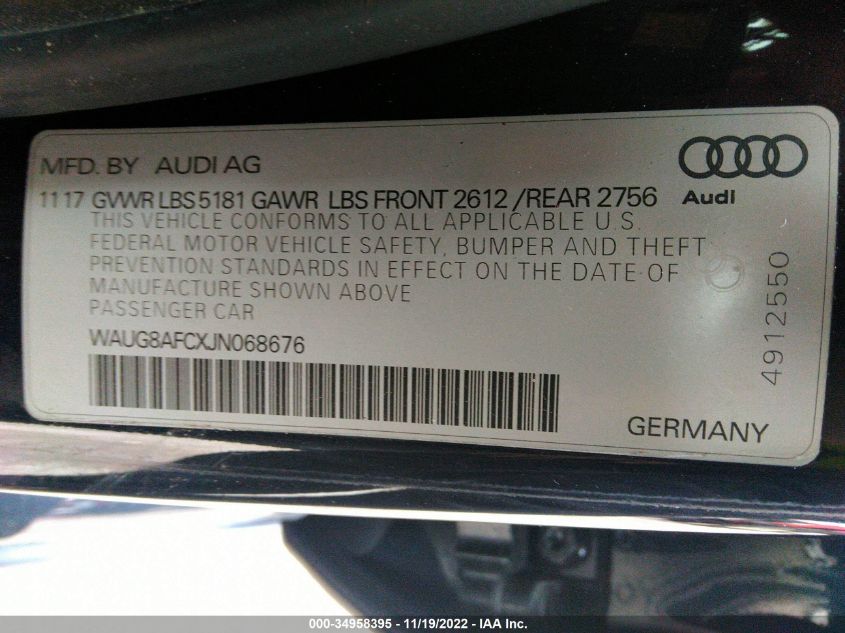 MFD. BY AUDI AG
Audi
11 17 GVWR LBS 5181 GAWR LBS FRONT 2612 /REAR 2756
THIS VEHICLE CONFORMS TO ALL APPLICABLE U.S.
FEDERAL MOTOR VEHICLE SAFETY, BUMPER AND THEFT
PREVENTION STANDARDS IN EFFECT ON THE DATE OF
MANUFACTURE SHOWN ABOVE
PASSENGER CAR
WAUG8AFCXJN068676
4912550
GERMANY
000-34958395 - 11/19/2022 - IAA Inc.